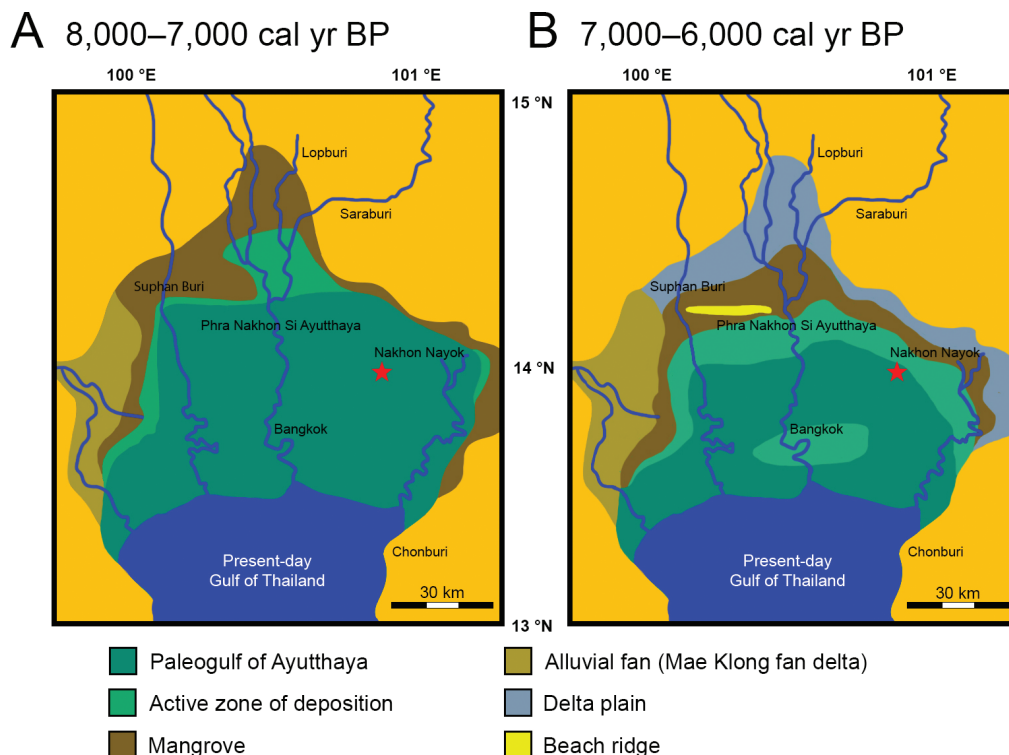 A 8,000–7,000 cal yr BP
B 7,000–6,000 cal yr BP
100 °E
101 °E
100 °E
101 °E
15 °N
14 °N
13 °N
Lopburi
Saraburi
Suphan Buri
Phra Nakhon Si Ayutthaya
Nakhon Nayok
Bangkok
Chonburi
Present-day
Gulf of Thailand
30 km
Lopburi
Saraburi
Suphan Buri
Phra Nakhon Si Ayutthaya
Nakhon Nayok
Bangkok
Chonburi
Present-day
Gulf of Thailand
30 km
Paleogulf of Ayutthaya
Active zone of deposition
Mangrove
Alluvial fan (Mae Klong fan delta)
Delta plain
Beach ridge